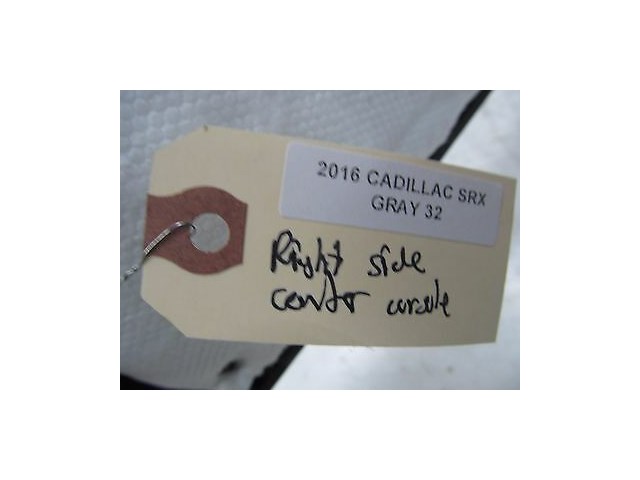 2016 CADILLAC SRX
GRAY 32
Right side
center console